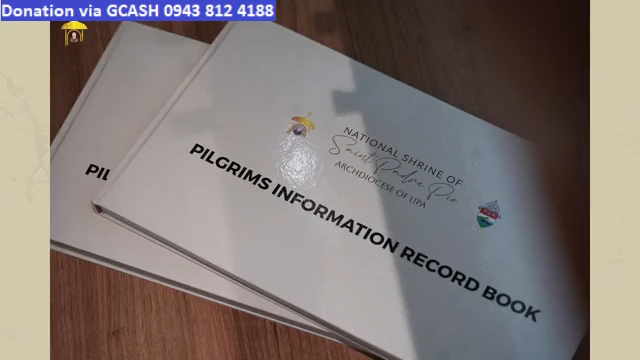 Donation via GCASH 0943 812 4188
NATIONAL SHRINE OF
Saint Padre Pio
ARCHDIOCESE OF LIPA
PILGRIMS INFORMATION RECORD BOOK
PIL